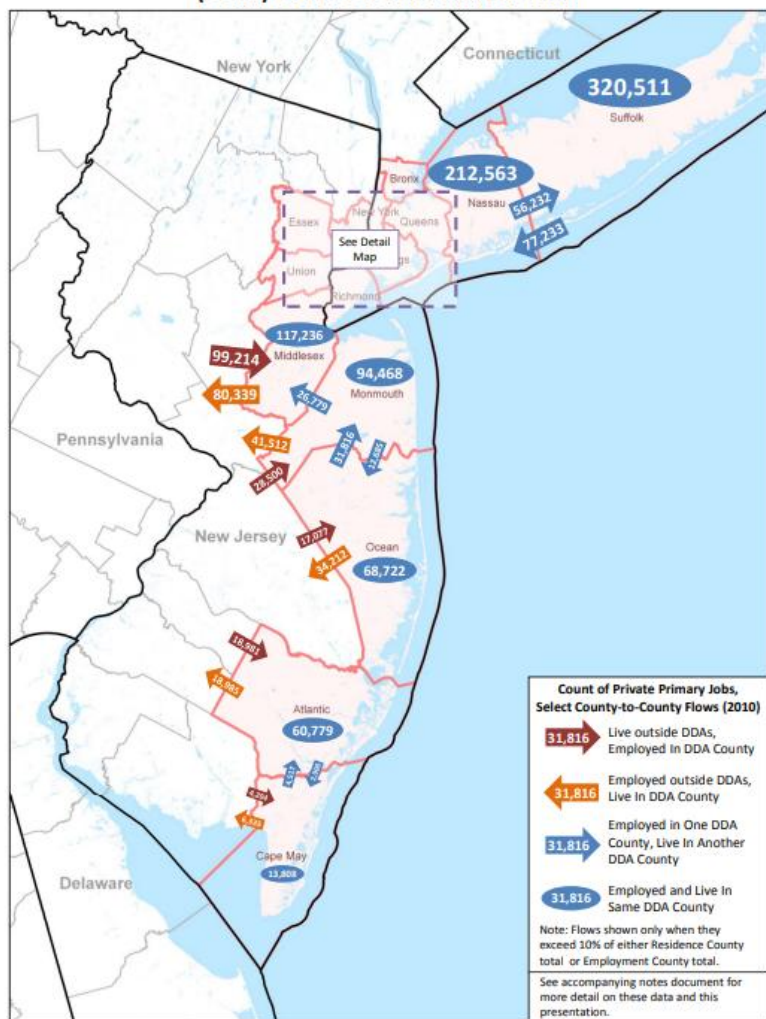 New York
Connecticut
320,511
Suffolk
Bronx
212,563
Nassau
56,232
77,233
Essex
New York
Queens
See Detail
Map
Union
Richmond
117,236
Middlesex
99,214
80,339
94,468
Monmouth
26,779
41,512
31,816
28,500
Pennsylvania
New Jersey
17,077
Ocean
34,212
68,722
18,981
18,985
Atlantic
60,779
Cape May
13,808
Delaware
Count of Private Primary Jobs,
Select County-to-County Flows (2010)
31,816
Live outside DDAs,
Employed In DDA County
31,816
Employed outside DDAs,
Live In DDA County
31,816
Employed in One DDA
County, Live In Another
DDA County
31,816
Employed and Live In
Same DDA County
Note: Flows shown only when they
exceed 10% of either Residence County
total or Employment County total.
See accompanying notes document for
more detail on these data and this
presentation.